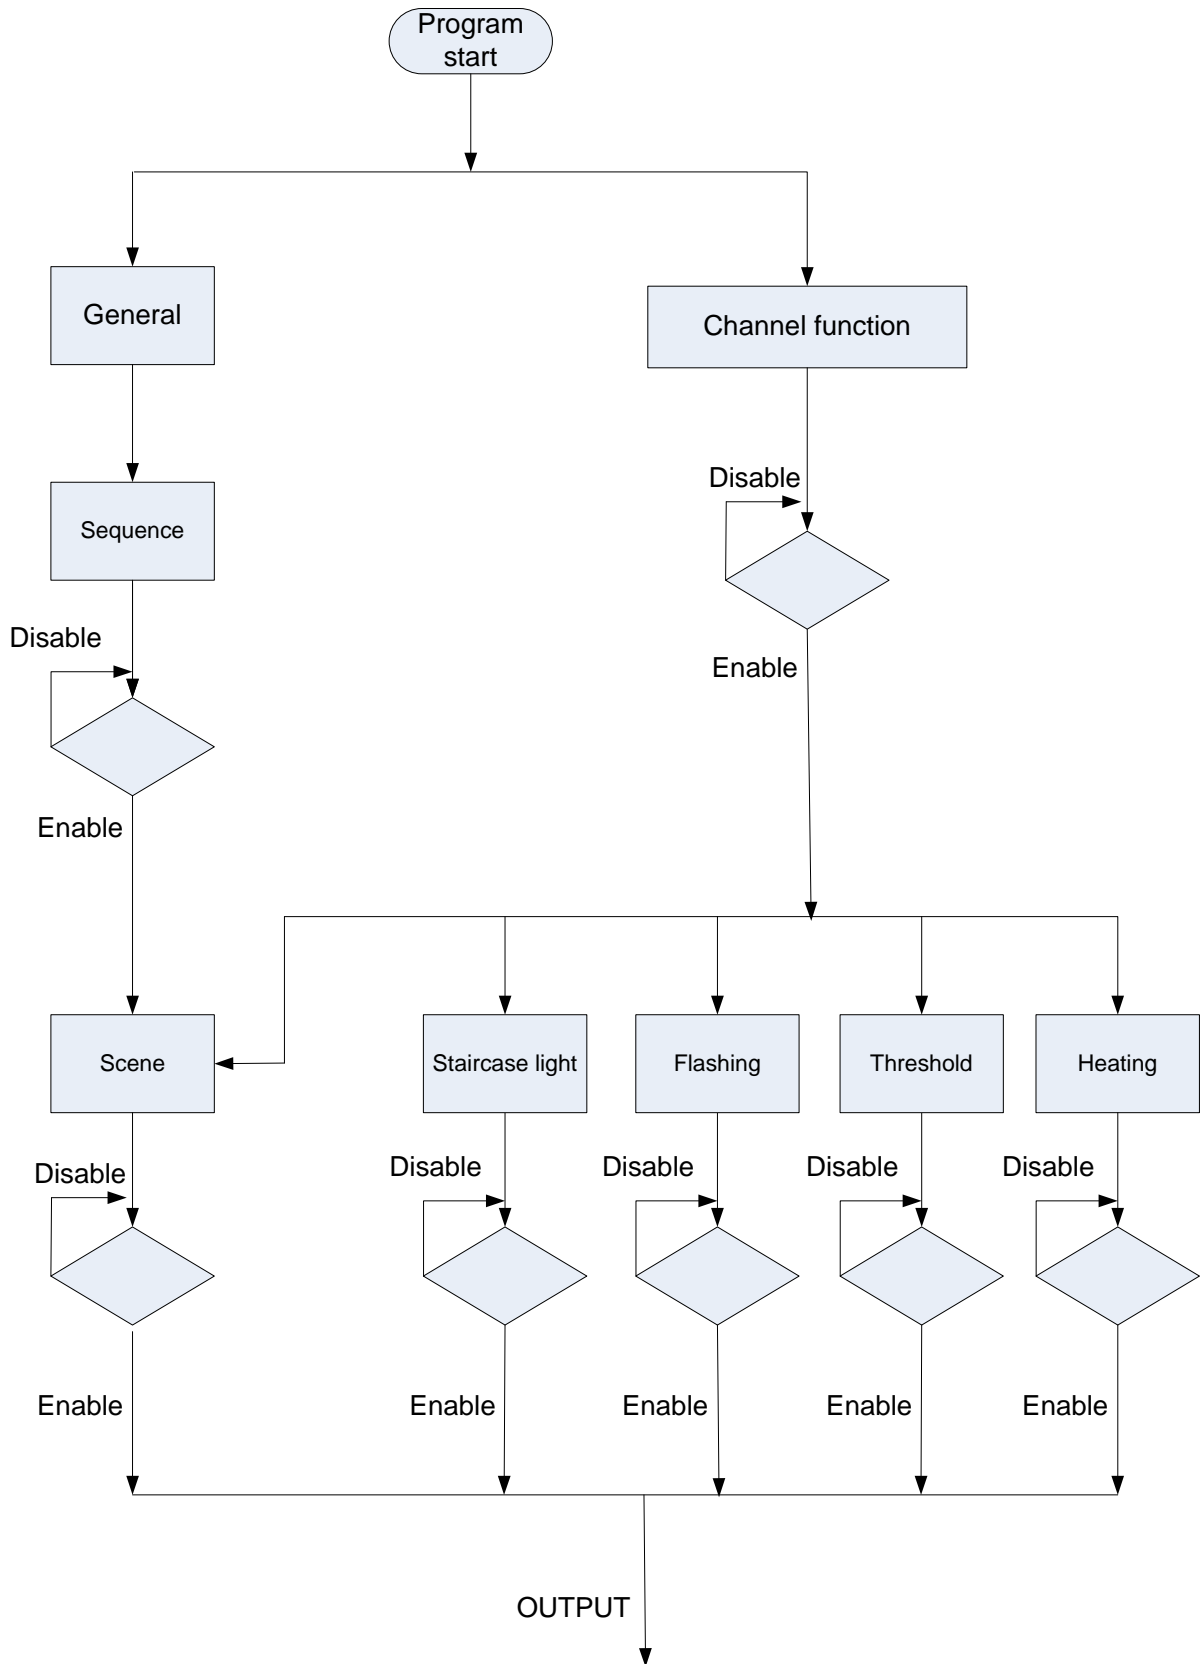 Program
start
General
Channel function
Disable
Sequence
Disable
Enable
Enable
Scene
Staircase light
Flashing
Threshold
Heating
Disable
Disable
Disable
Disable
Disable
Enable
Enable
Enable
Enable
Enable
OUTPUT